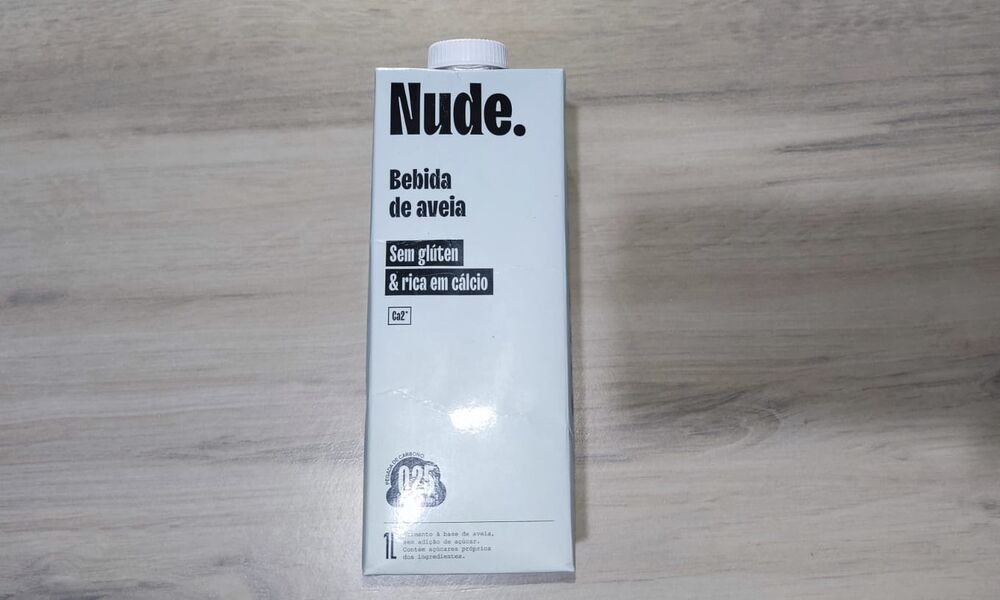 Nude.
Bebida
de aveia
Sem glúten
& rica em cálcio
Ca2⁺
PEGADA DE CARBONO
0,25
1L
Alimento à base de aveia,
sem adição de açúcar.
Contém açúcares próprios
dos ingredientes.